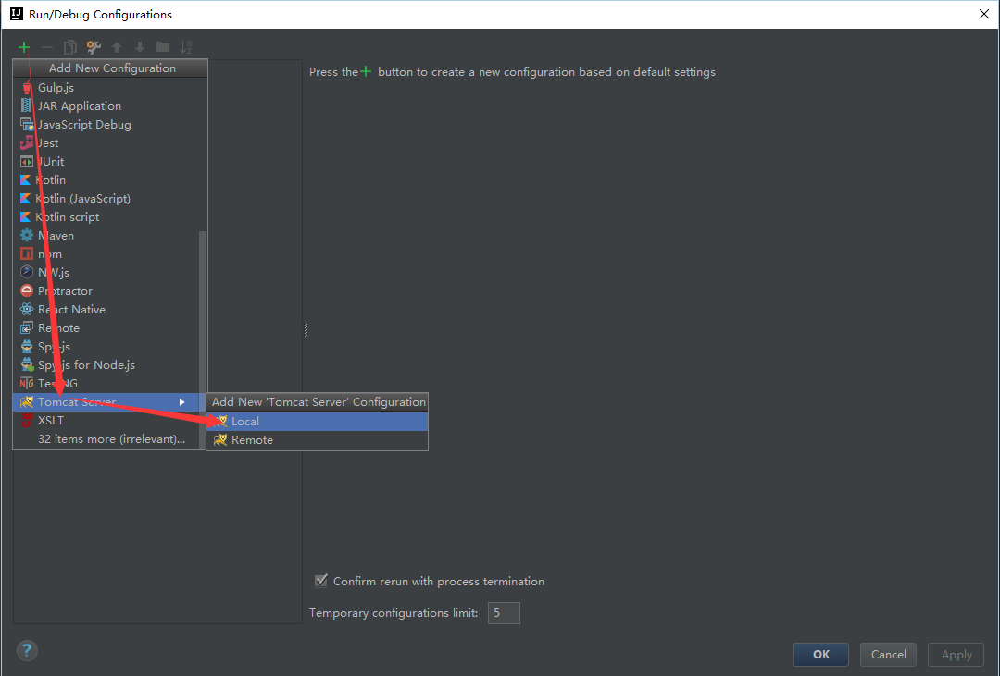 Run/Debug Configurations
Add New Configuration
Press the + button to create a new configuration based on default settings
Gulp.js
JAR Application
JavaScript Debug
Jest
JUnit
Kotlin
Kotlin (JavaScript)
Kotlin script
Maven
npm
NW.js
Protractor
React Native
Remote
Spy-js
Spy-js for Node.js
TestNG
Tomcat Server
Add New 'Tomcat Server' Configuration
XSLT
Local
32 items more (irrelevant)...
Remote
Confirm rerun with process termination
Temporary configurations limit: 5
? OK Cancel Apply